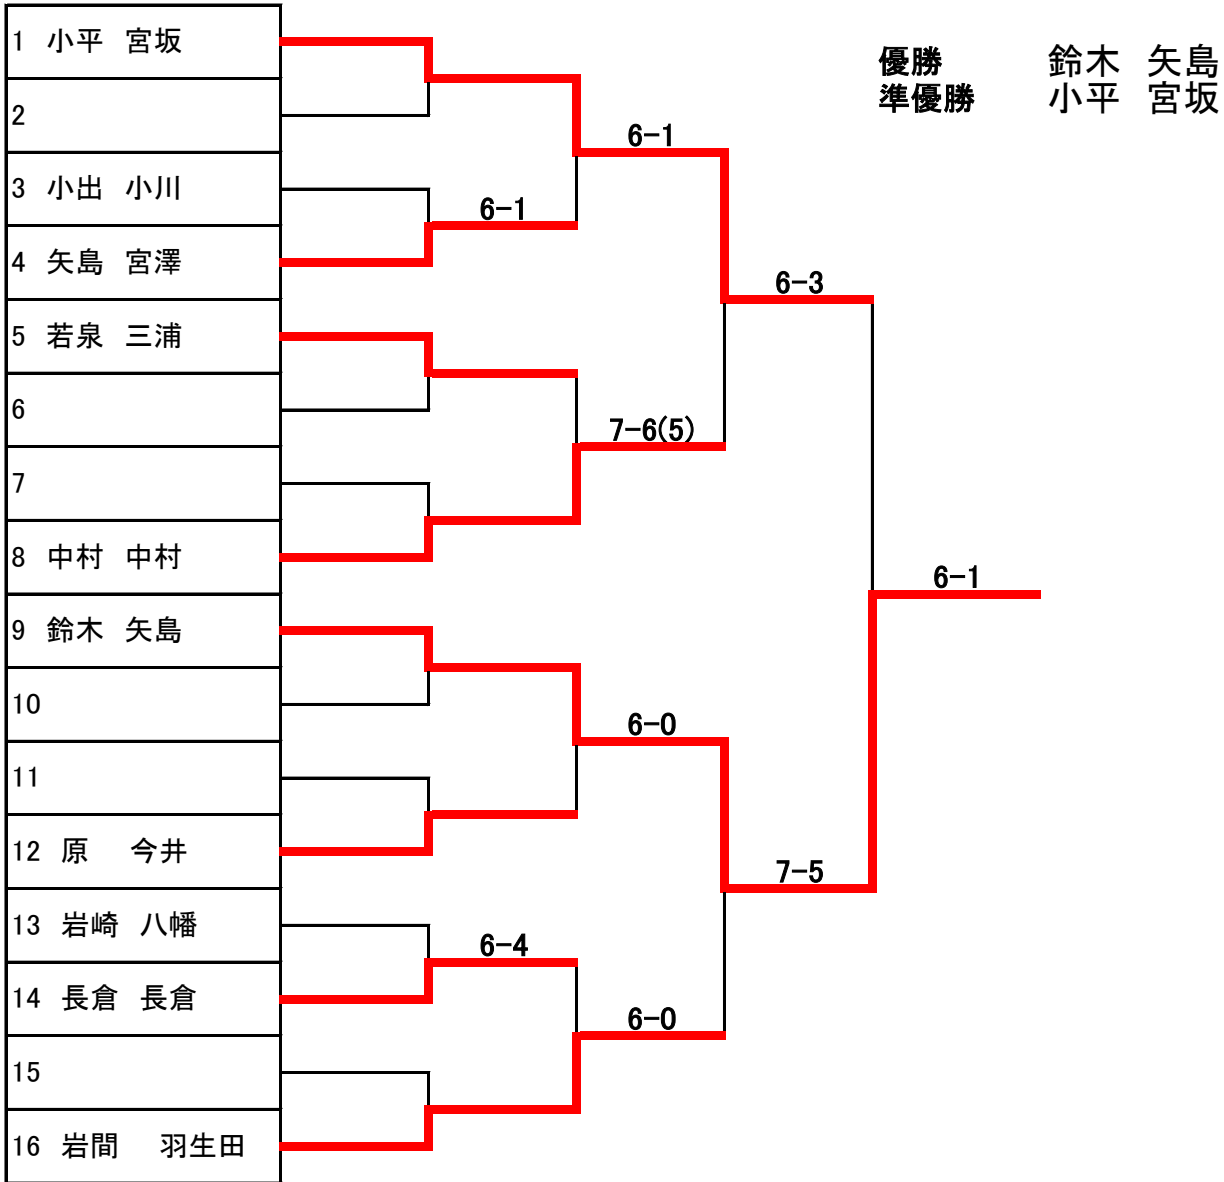 1 小平 宮坂
優勝 鈴木 矢島
準優勝 小平 宮坂
2
6-1
3 小出 小川
6-1
4 矢島 宮澤
6-3
5 若泉 三浦
6
7-6(5)
7
8 中村 中村
6-1
9 鈴木 矢島
10
6-0
11
12 原 今井
7-5
13 岩崎 八幡
6-4
14 長倉 長倉
6-0
15
16 岩間 羽生田